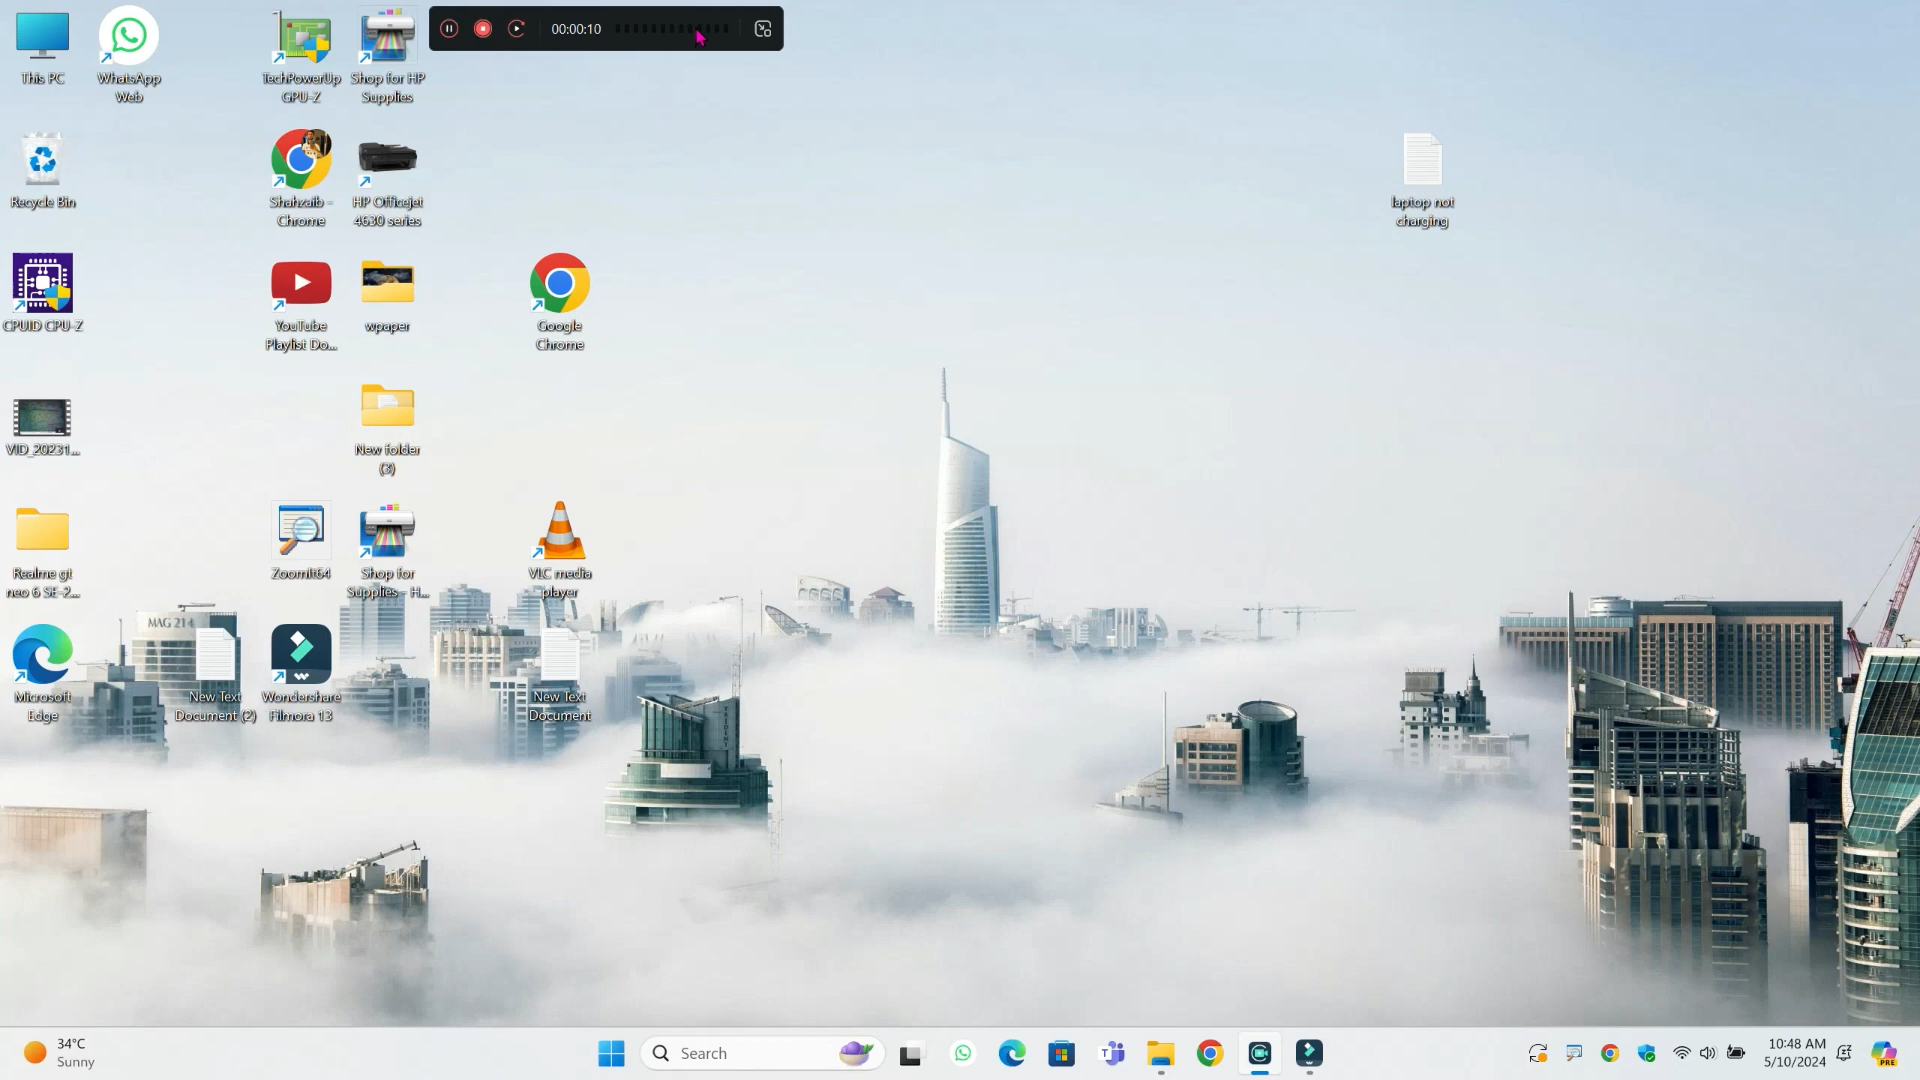 This PC
WhatsApp
Web
TechPowerUp
GPU-Z
Shop for HP
Supplies
00:00:10
Recycle Bin
Shahzaib -
Chrome
HP Officejet
4630 series
laptop not
charging
CPUID CPU-Z
YouTube
Playlist Do...
wpaper
Google
Chrome
VID_20231...
New folder
(3)
Realme gt
neo 6 SE-2...
ZoomIt64
Shop for
Supplies - H...
VLC media
player
MAG 214
Microsoft
Edge
New Text
Document (2)
Wondershare
Filmora 13
New Text
Document
34°C
Sunny
Search
10:48 AM
5/10/2024
PRE